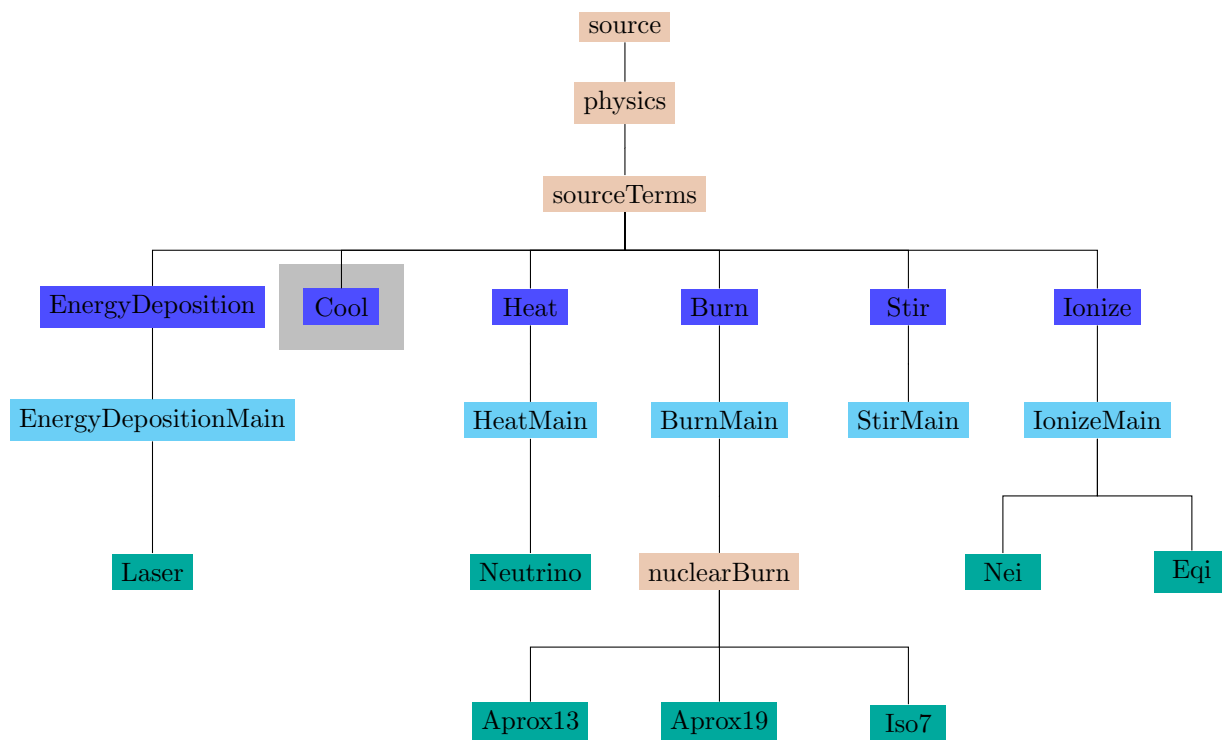 source
physics
sourceTerms
EnergyDeposition
Cool
Heat
Burn
Stir
Ionize
EnergyDepositionMain
HeatMain
BurnMain
StirMain
IonizeMain
Laser
Neutrino
nuclearBurn
Nei
Eqi
Aprox13
Aprox19
Iso7